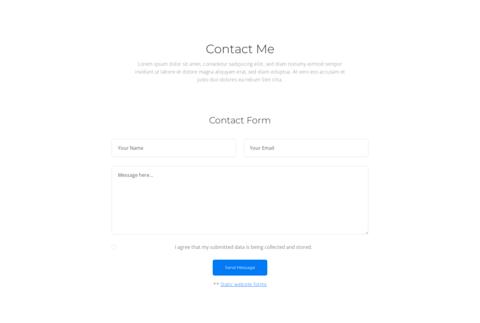 Contact Me
Lorem ipsum dolor sit amet, consetetur sadipscing elitr, sed diam nonumy eirmod tempor
invidunt ut labore et dolore magna aliquyam erat, sed diam voluptua. At vero eos accusam et
justo duo dolores et ea rebum Stet clita.
Contact Form
Your Name
Your Email
Message here...
I agree that my submitted data is being collected and stored.
Send Message
** Static website forms